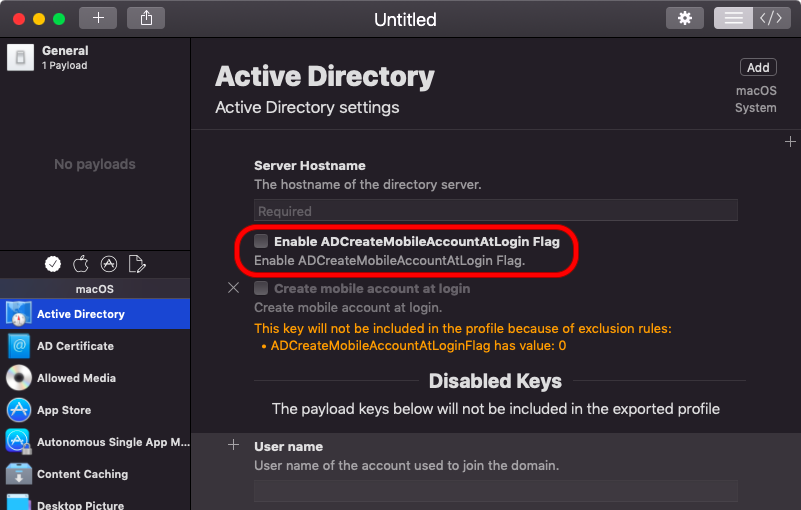 Untitled
General
1 Payload
No payloads
macOS
Active Directory
AD Certificate
Allowed Media
App Store
Autonomous Single App M...
Content Caching
Desktop Picture
Active Directory
Active Directory settings
Add
macOS
System
Server Hostname
The hostname of the directory server.
Required
Enable ADCreateMobileAccountAtLogin Flag
Enable ADCreateMobileAccountAtLogin Flag.
Create mobile account at login
Create mobile account at login.
This key will not be included in the profile because of exclusion rules:
• ADCreateMobileAccountAtLoginFlag has value: 0
Disabled Keys
The payload keys below will not be included in the exported profile
User name
User name of the account used to join the domain.